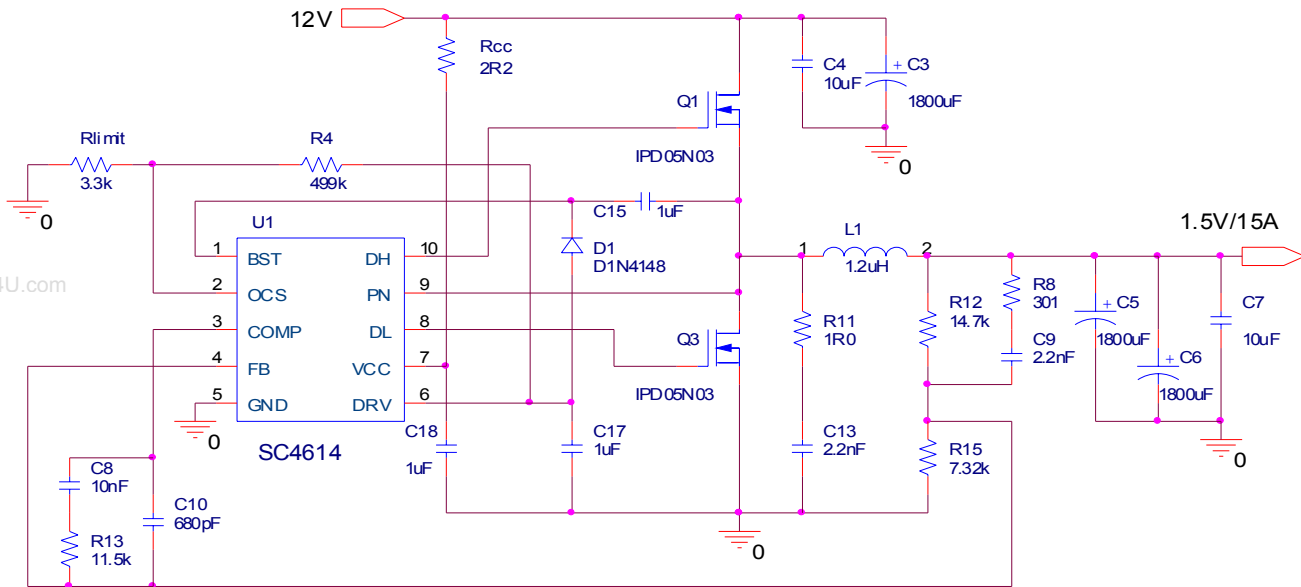 12V
Rcc
2R2
C4
10uF
+ C3
1800uF
Q1
IPD05N03
0
Rlimit
3.3k
R4
499k
0
C15
1uF
U1
D1
D1N4148
1 BST DH 10
2 OCS PN 9
3 COMP DL 8
4 FB VCC 7
5 GND DRV 6
SC4614
0
4U.com
1.5V/15A
L1
1 2
1.2uH
R8
301
R12
14.7k
C9
2.2nF
+ C5
1800uF
+ C6
1800uF
C7
10uF
0
R11
1R0
Q3
IPD05N03
C18
1uF
C17
1uF
C13
2.2nF
R15
7.32k
C8
10nF
C10
680pF
R13
11.5k
0